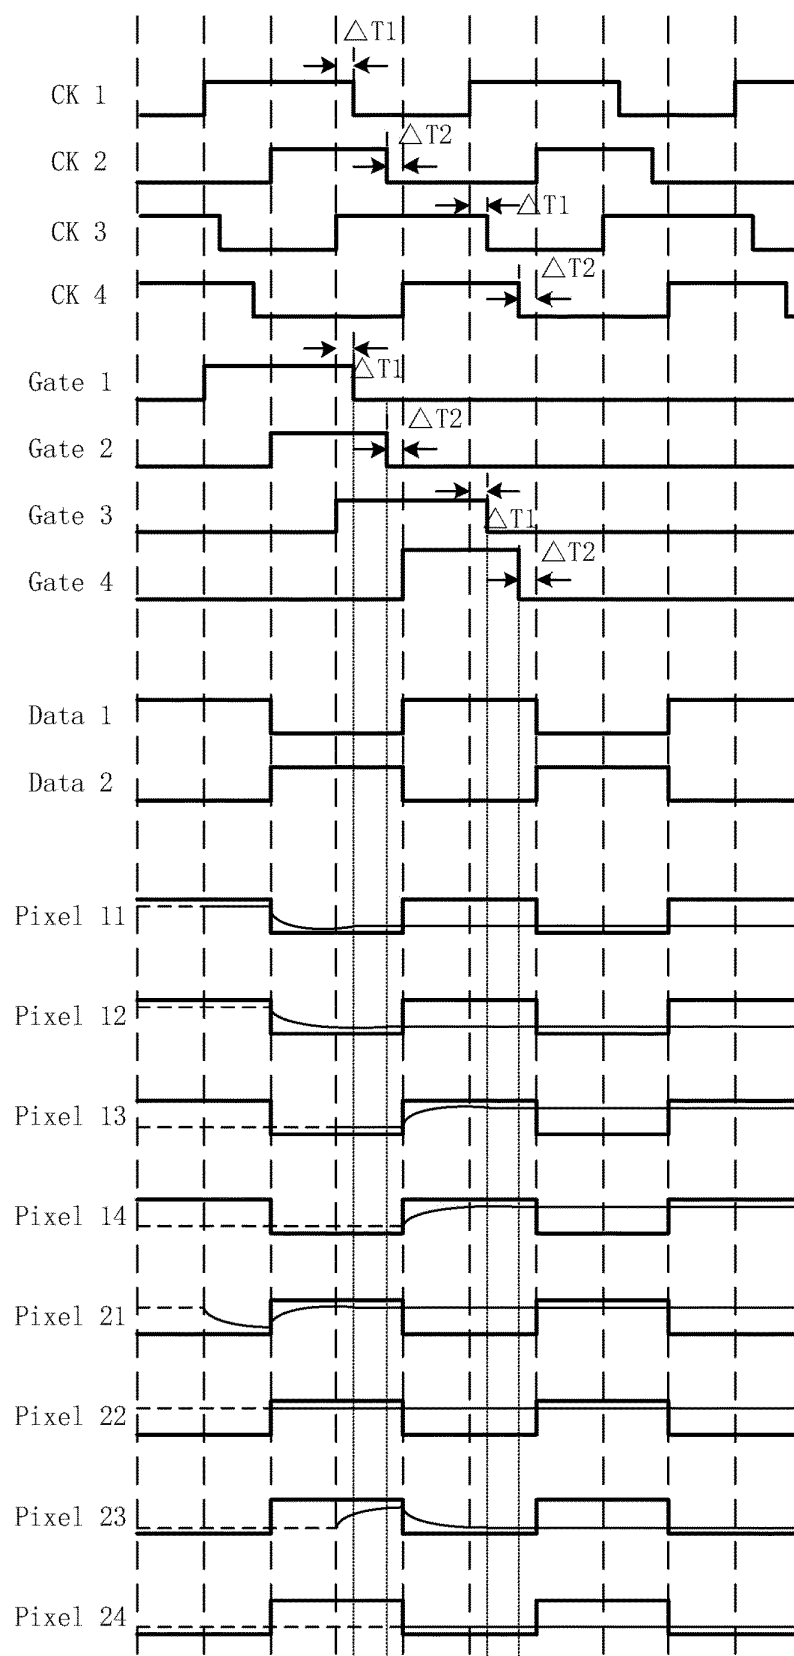 △T1
CK 1
△T2
CK 2
△T1
CK 3
△T2
CK 4
Gate 1
△T1
△T2
Gate 2
Gate 3
△T1
△T2
Gate 4
Data 1
Data 2
Pixel 11
Pixel 12
Pixel 13
Pixel 14
Pixel 21
Pixel 22
Pixel 23
Pixel 24